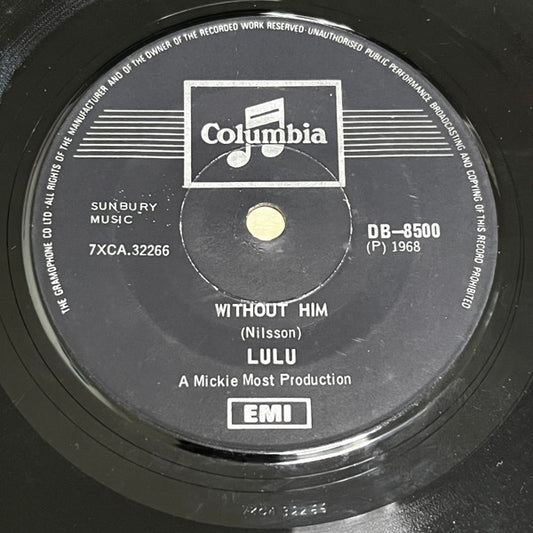 THE GRAMOPHONE CO LTD · ALL RIGHTS OF THE MANUFACTURER AND OF THE OWNER OF THE RECORDED WORK RESERVED · UNAUTHORISED PUBLIC PERFORMANCE BROADCASTING AND COPYING OF THIS RECORD PROHIBITED
Columbia
SUNBURY
MUSIC
7XCA.32266
DB–8500
(P) 1968
WITHOUT HIM
(Nilsson)
LULU
A Mickie Most Production
EMI
7XCA 32266